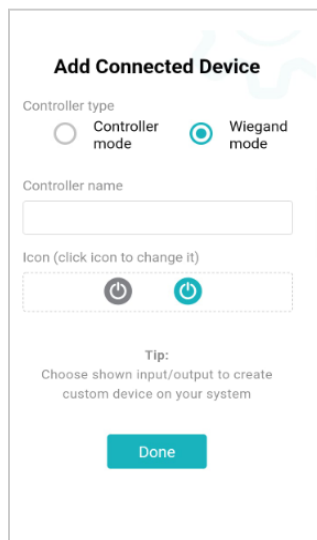 Add Connected Device
Controller type
Controller
mode
Wiegand
mode
Controller name
Icon (click icon to change it)
Tip:
Choose shown input/output to create
custom device on your system
Done